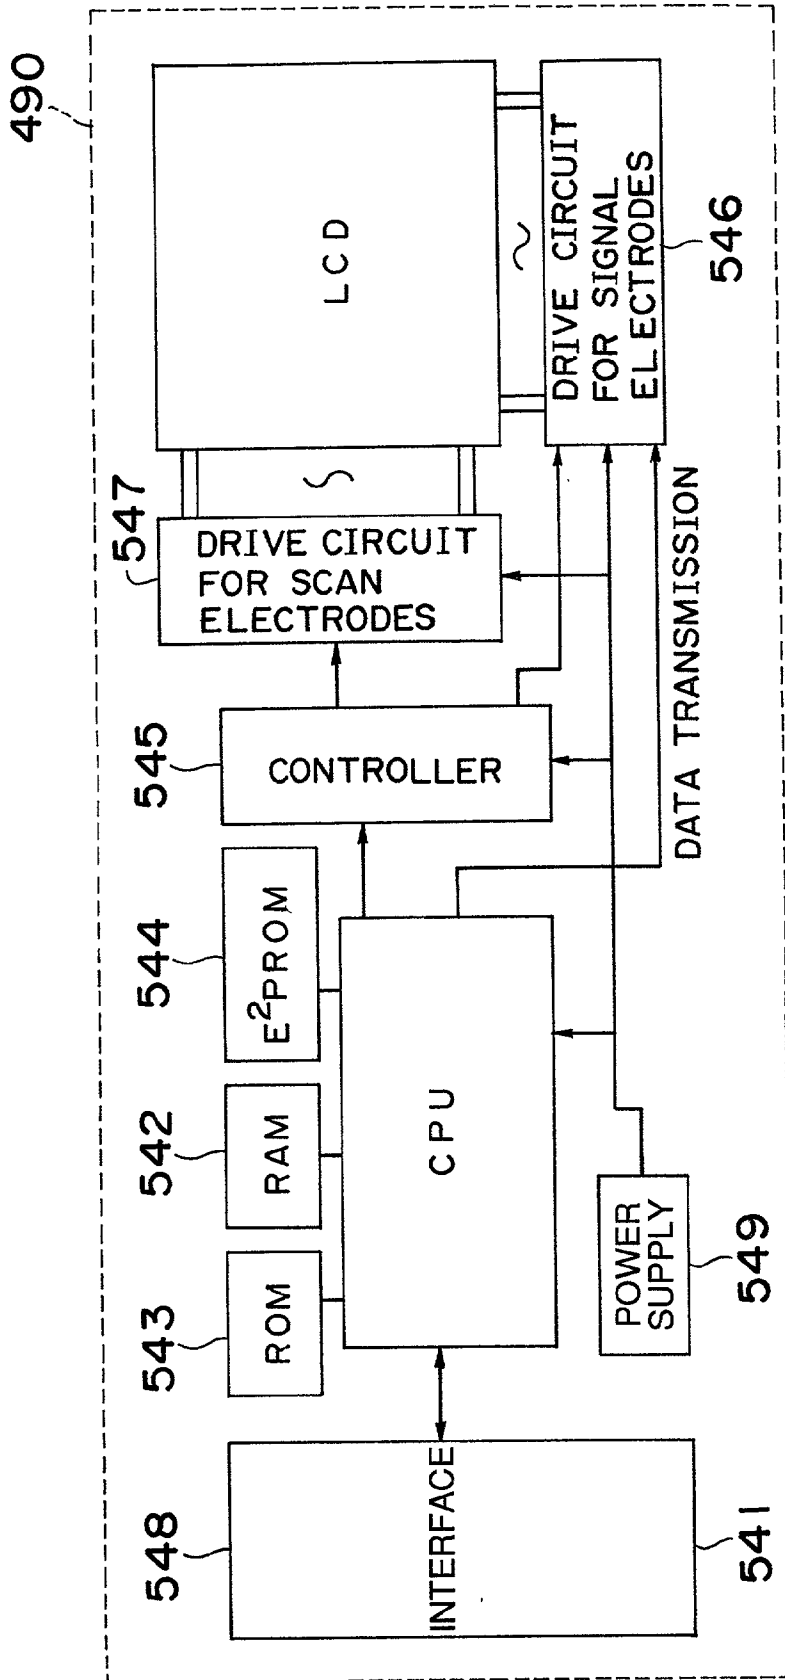 490
548
INTERFACE
541
543
ROM
542
RAM
544
E²PROM
CPU
POWER
SUPPLY
549
545
CONTROLLER
547
DRIVE CIRCUIT
FOR SCAN
ELECTRODES
LCD
DRIVE CIRCUIT
FOR SIGNAL
ELECTRODES
546
DATA TRANSMISSION